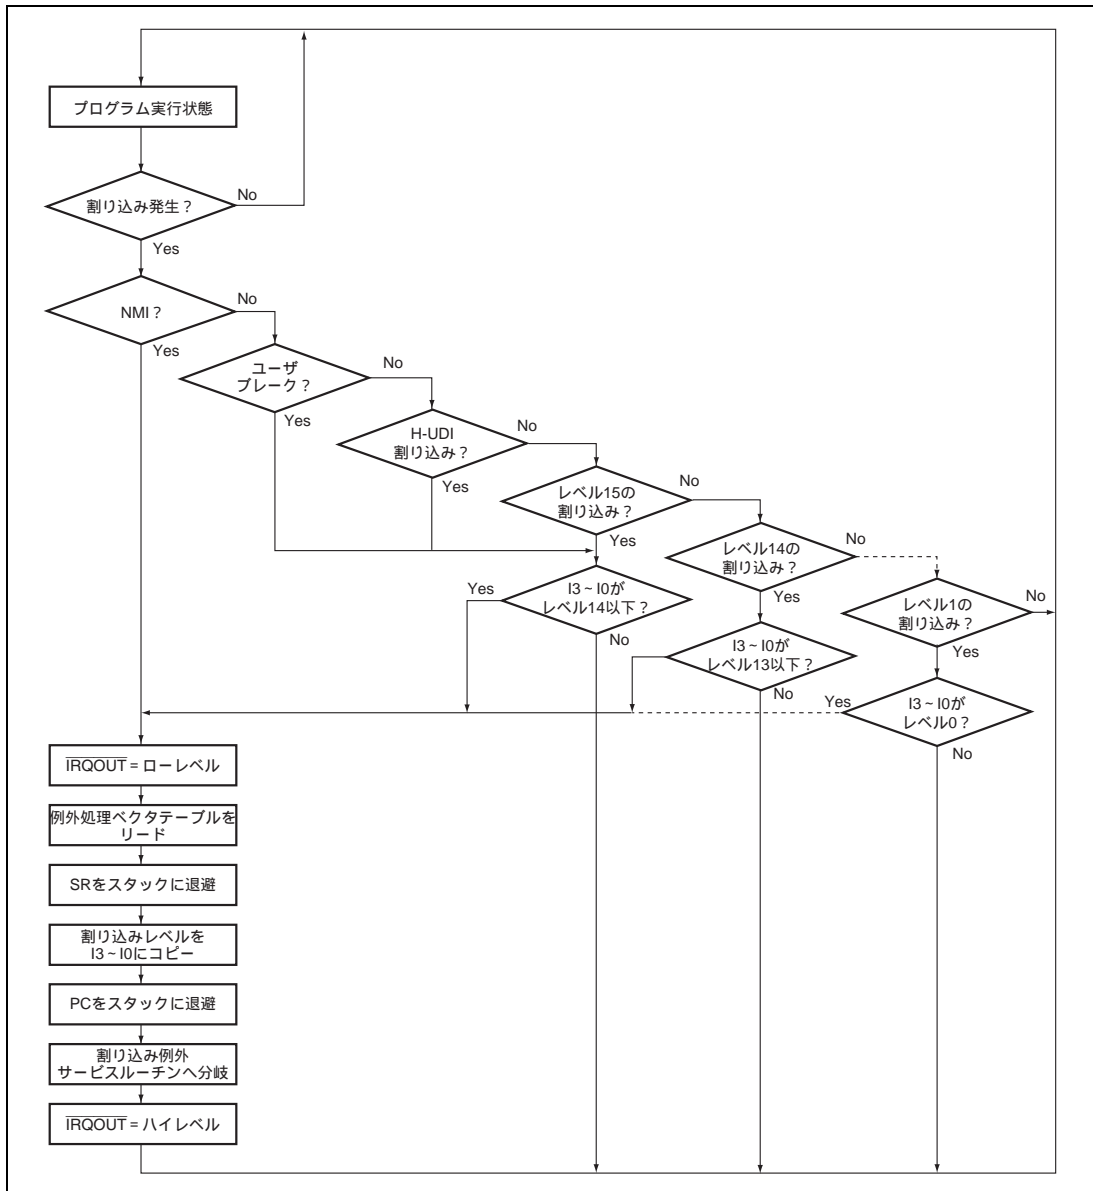 プログラム実行状態
割り込み発生？
No
Yes
NMI？
No
Yes
ユーザ
ブレーク？
No
Yes
H-UDI
割り込み？
No
Yes
レベル15の
割り込み？
No
Yes
レベル14の
割り込み？
No
Yes
レベル1の
割り込み？
No
Yes
I3~I0が
レベル14以下？
Yes
No
I3~I0が
レベル13以下？
No
I3~I0が
レベル0？
Yes
No
IRQOUT = ローレベル
例外処理ベクタテーブルを
リード
SRをスタックに退避
割り込みレベルを
I3~I0にコピー
PCをスタックに退避
割り込み例外
サービスルーチンへ分岐
IRQOUT = ハイレベル